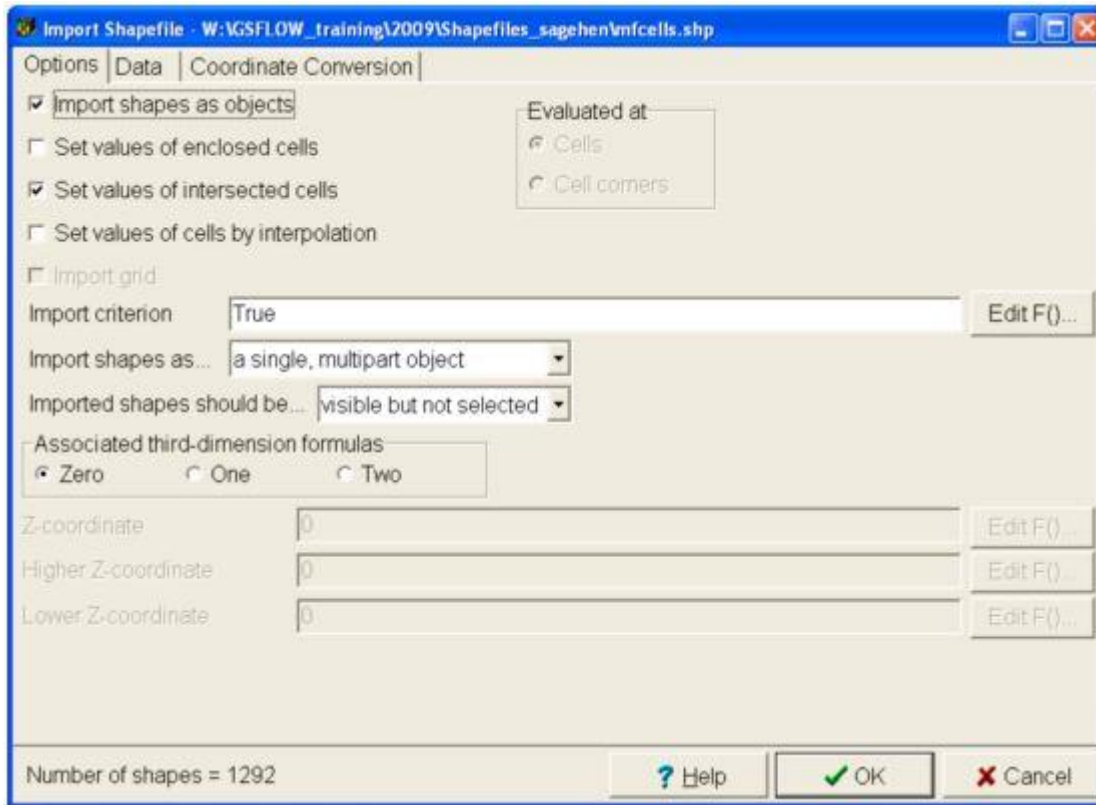 Import Shapefile - W:\GSFLOW_training\2009\Shapefiles_sagehen\mfcells.shp
Options Data Coordinate Conversion
Import shapes as objects
Evaluated at
Set values of enclosed cells
Cells
Set values of intersected cells
Cell corners
Set values of cells by interpolation
Import grid
Import criterion True Edit F()...
Import shapes as... a single, multipart object
Imported shapes should be... visible but not selected
Associated third-dimension formulas
Zero One Two
Z-coordinate 0 Edit F()...
Higher Z-coordinate 0 Edit F()...
Lower Z-coordinate 0 Edit F()...
Number of shapes = 1292 ? Help OK Cancel